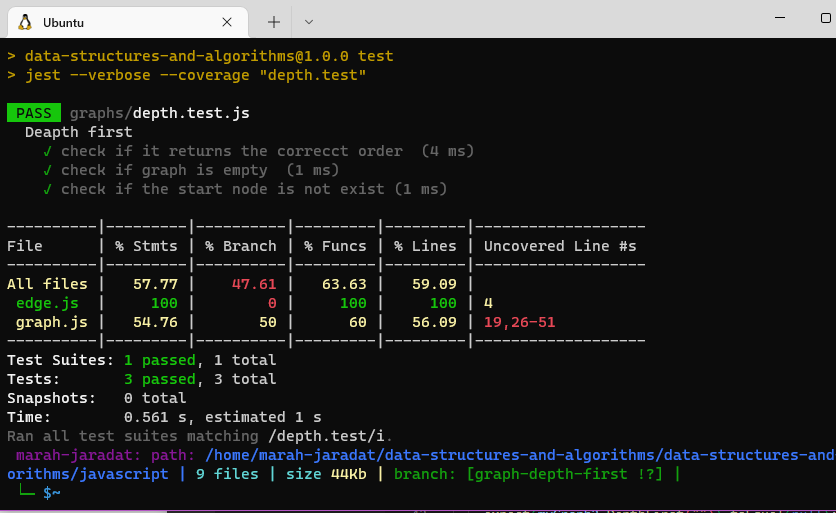 Ubuntu
> data-structures-and-algorithms@1.0.0 test
> jest --verbose --coverage "depth.test"
PASS graphs/depth.test.js
Deapth first
✓ check if it returns the correcct order (4 ms)
✓ check if graph is empty (1 ms)
✓ check if the start node is not exist (1 ms)
----------|---------|----------|---------|---------|-------------------
File | % Stmts | % Branch | % Funcs | % Lines | Uncovered Line #s
----------|---------|----------|---------|---------|-------------------
All files | 57.77 | 47.61 | 63.63 | 59.09 |
edge.js | 100 | 0 | 100 | 100 | 4
graph.js | 54.76 | 50 | 60 | 56.09 | 19,26-51
----------|---------|----------|---------|---------|-------------------
Test Suites: 1 passed, 1 total
Tests: 3 passed, 3 total
Snapshots: 0 total
Time: 0.561 s, estimated 1 s
Ran all test suites matching /depth.test/i.
marah-jaradat: path: /home/marah-jaradat/data-structures-and-algorithms/data-structures-and
orithms/javascript | 9 files | size 44Kb | branch: [graph-depth-first !?] |
└─ $~